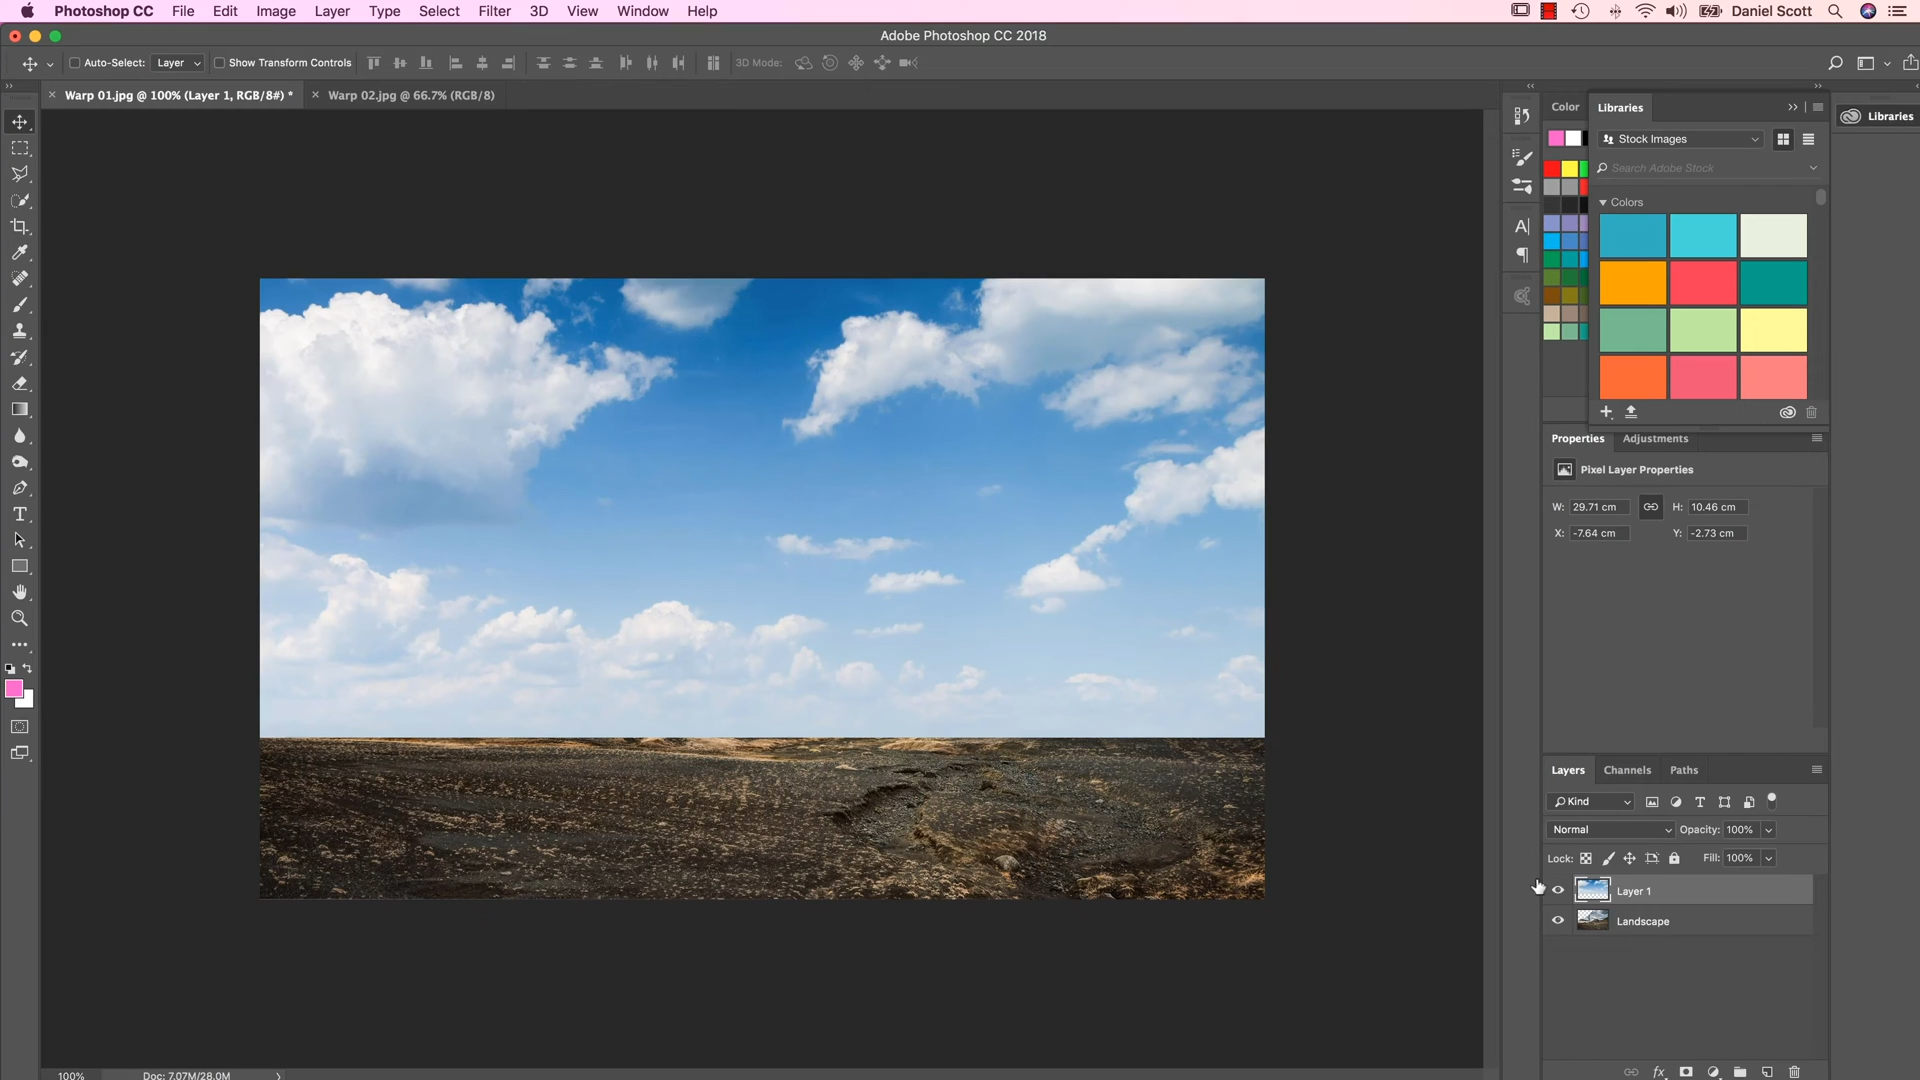 Photoshop CC File Edit Image Layer Type Select Filter 3D View Window Help Daniel Scott
Adobe Photoshop CC 2018
Auto-Select: Layer Show Transform Controls 3D Mode:
Warp 01.jpg @ 100% (Layer 1, RGB/8#) * Warp 02.jpg @ 66.7% (RGB/8)
Color Libraries Libraries
Stock Images
Search Adobe Stock
Colors
Properties Adjustments
Pixel Layer Properties
W: 29.71 cm H: 10.46 cm
X: -7.64 cm Y: -2.73 cm
Layers Channels Paths
Kind
Normal Opacity: 100%
Lock: Fill: 100%
Layer 1
Landscape
100% Doc: 7.07M/28.0M